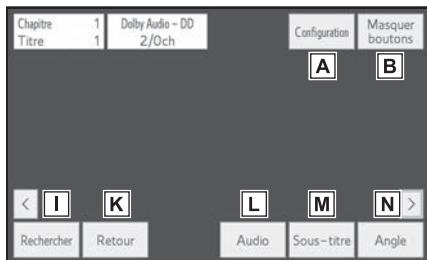 Chapitre 1
Titre 1
Dolby Audio - DD
2/0ch
Configuration
Masquer
boutons
A
B
<
I
K
L
M
N
>
Rechercher
Retour
Audio
Sous-titre
Angle